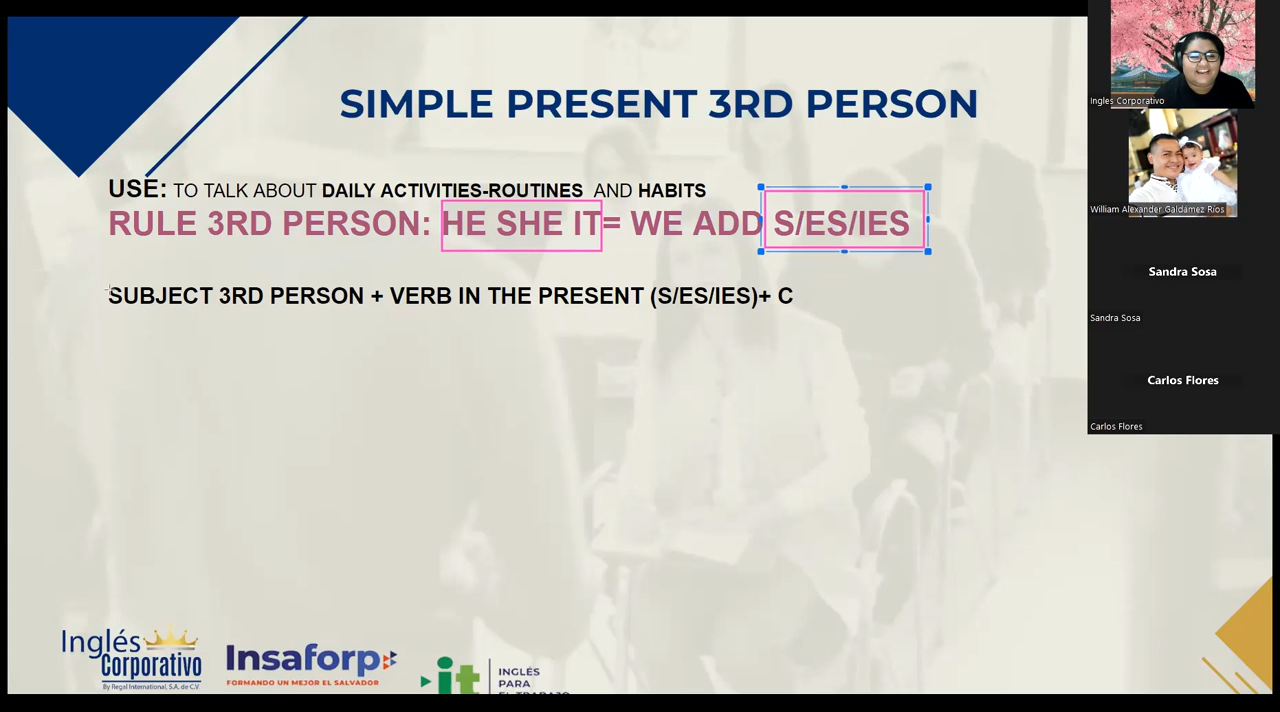 SIMPLE PRESENT 3RD PERSON
USE: TO TALK ABOUT DAILY ACTIVITIES-ROUTINES AND HABITS
RULE 3RD PERSON: HE SHE IT= WE ADD S/ES/IES
SUBJECT 3RD PERSON + VERB IN THE PRESENT (S/ES/IES)+ C
Ingles Corporativo
William Alexander Galdamez Rios
Sandra Sosa
Sandra Sosa
Carlos Flores
Carlos Flores
Inglés
Corporativo
By Regal International, S.A. de C.V.
Insaforp
FORMANDO UN MEJOR EL SALVADOR
it
INGLÉS
PARA
EL TRABAJO